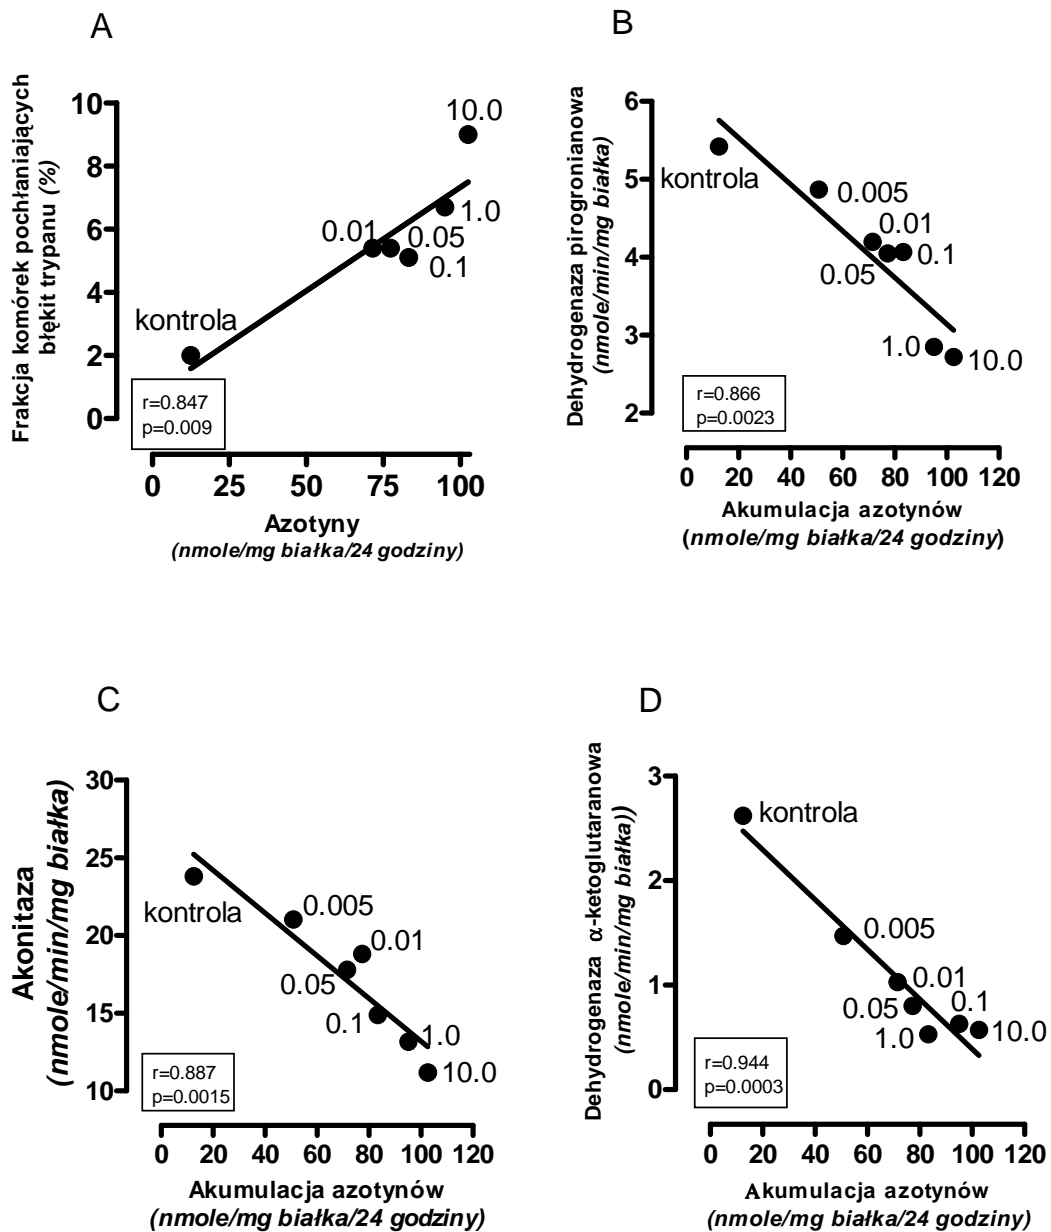 A
Frakcja komórek pochłaniających
błękit trypanu (%)
10
8
6
4
2
0
10.0
1.0
0.01
0.05
0.1
kontrola
r=0.847
p=0.009
0 25 50 75 100
Azotyny
(nmole/mg białka/24 godziny)
B
Dehydrogenaza pirogronianowa
(nmole/min/mg białka)
6
5
4
3
2
kontrola
0.005
0.01
0.05
0.1
1.0
10.0
r=0.866
p=0.0023
0 20 40 60 80 100 120
Akumulacja azotynów
(nmole/mg białka/24 godziny)
C
Akonitaza
(nmole/min/mg białka)
30
25
20
15
10
kontrola
0.005
0.01
0.05
0.1
1.0
10.0
r=0.887
p=0.0015
0 20 40 60 80 100 120
Akumulacja azotynów
(nmole/mg białka/24 godziny)
D
Dehydrogenaza α-ketoglutaranowa
(nmole/min/mg białka))
3
2
1
0
kontrola
0.005
0.01
0.05
0.1
1.0
10.0
r=0.944
p=0.0003
0 20 40 60 80 100 120
Akumulacja azotynów
(nmole/mg białka/24 godziny)